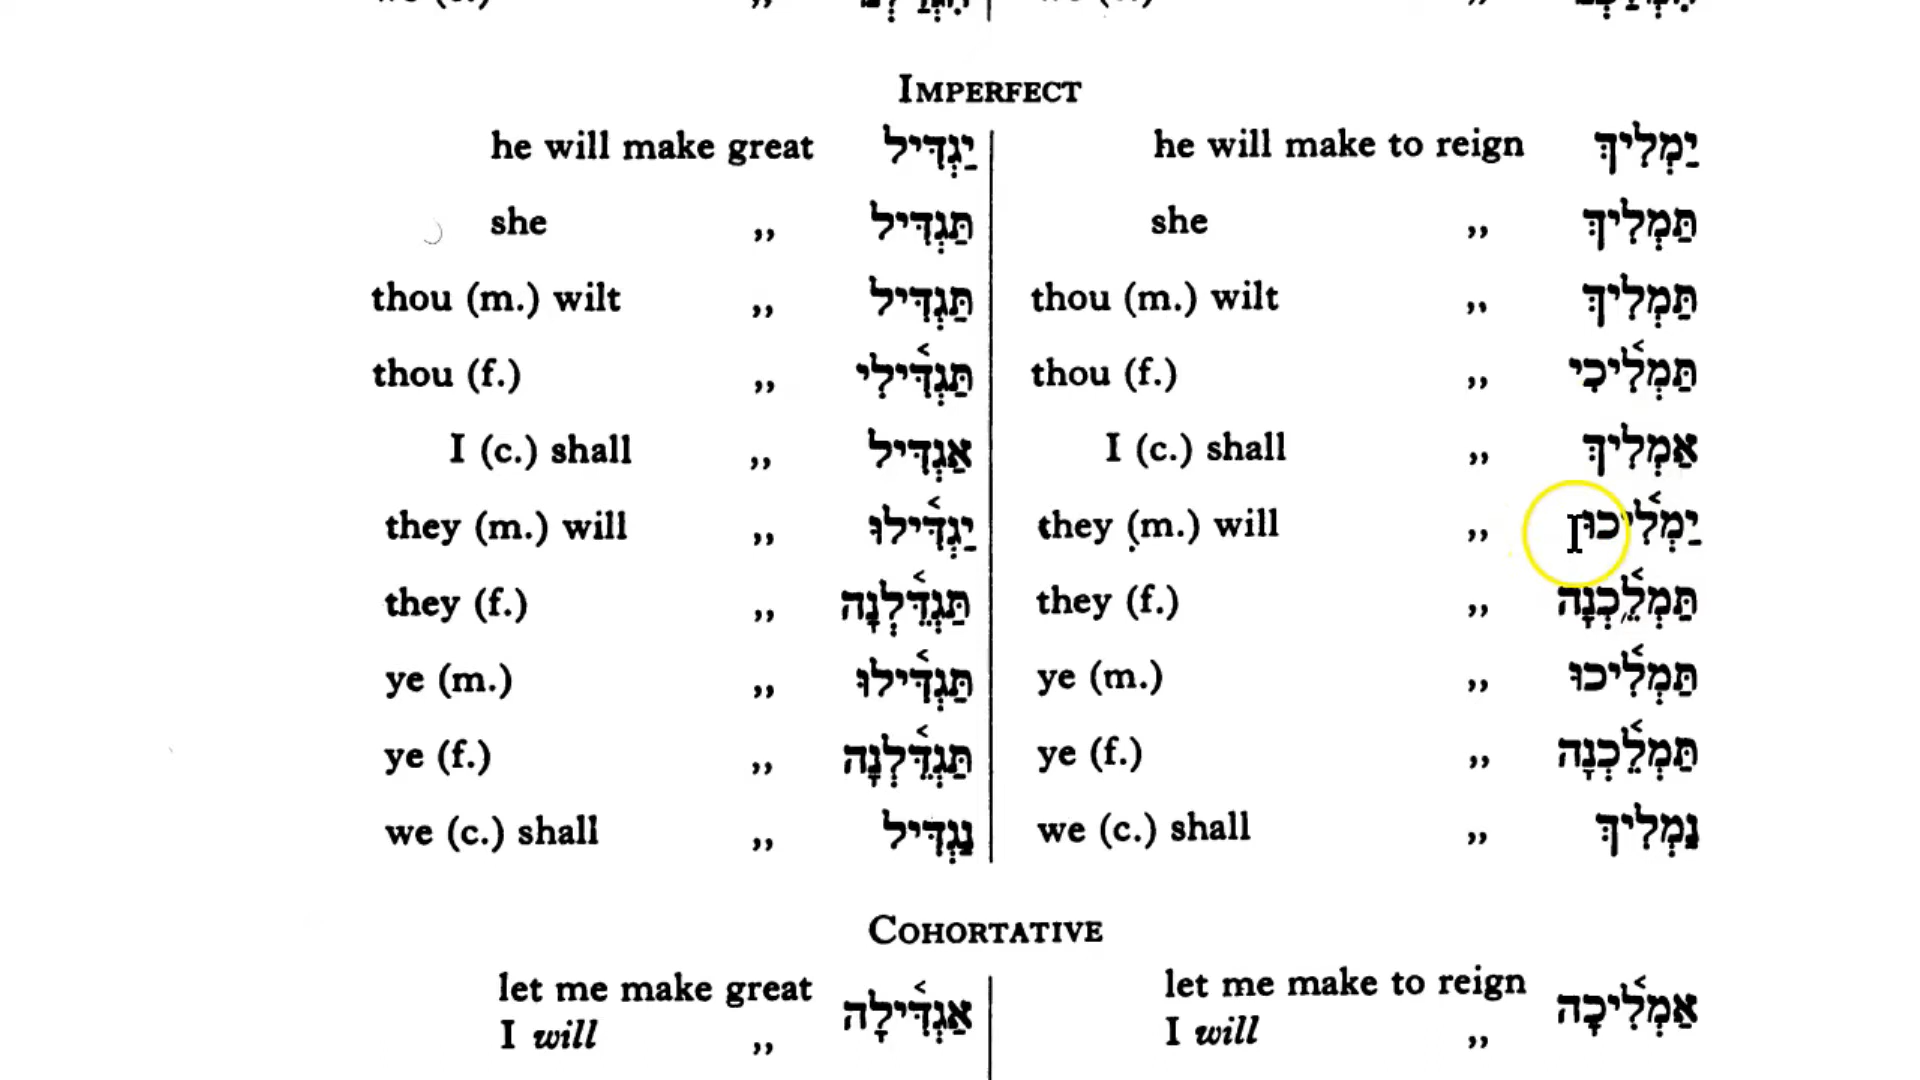 IMPERFECT
he will make great יַגְדִּיל he will make to reign יַמְלִיךְ
she ,, תַּגְדִּיל she ,, תַּמְלִיךְ
thou (m.) wilt ,, תַּגְדִּיל thou (m.) wilt ,, תַּמְלִיךְ
thou (f.) ,, תַּגְדִּ֫ילִי thou (f.) ,, תַּמְלִ֫יכִי
I (c.) shall ,, אַגְדִּיל I (c.) shall ,, אַמְלִיךְ
they (m.) will ,, יַגְדִּ֫ילוּ they (m.) will ,, יַמְלִ֫יכוּ
they (f.) ,, תַּגְדֵּ֫לְנָה they (f.) ,, תַּמְלֵ֫כְנָה
ye (m.) ,, תַּגְדִּ֫ילוּ ye (m.) ,, תַּמְלִ֫יכוּ
ye (f.) ,, תַּגְדֵּ֫לְנָה ye (f.) ,, תַּמְלֵ֫כְנָה
we (c.) shall ,, נַגְדִּיל we (c.) shall ,, נַמְלִיךְ
COHORTATIVE
let me make great אַגְדִּ֫ילָה let me make to reign אַמְלִ֫יכָה
I will ,, I will ,,